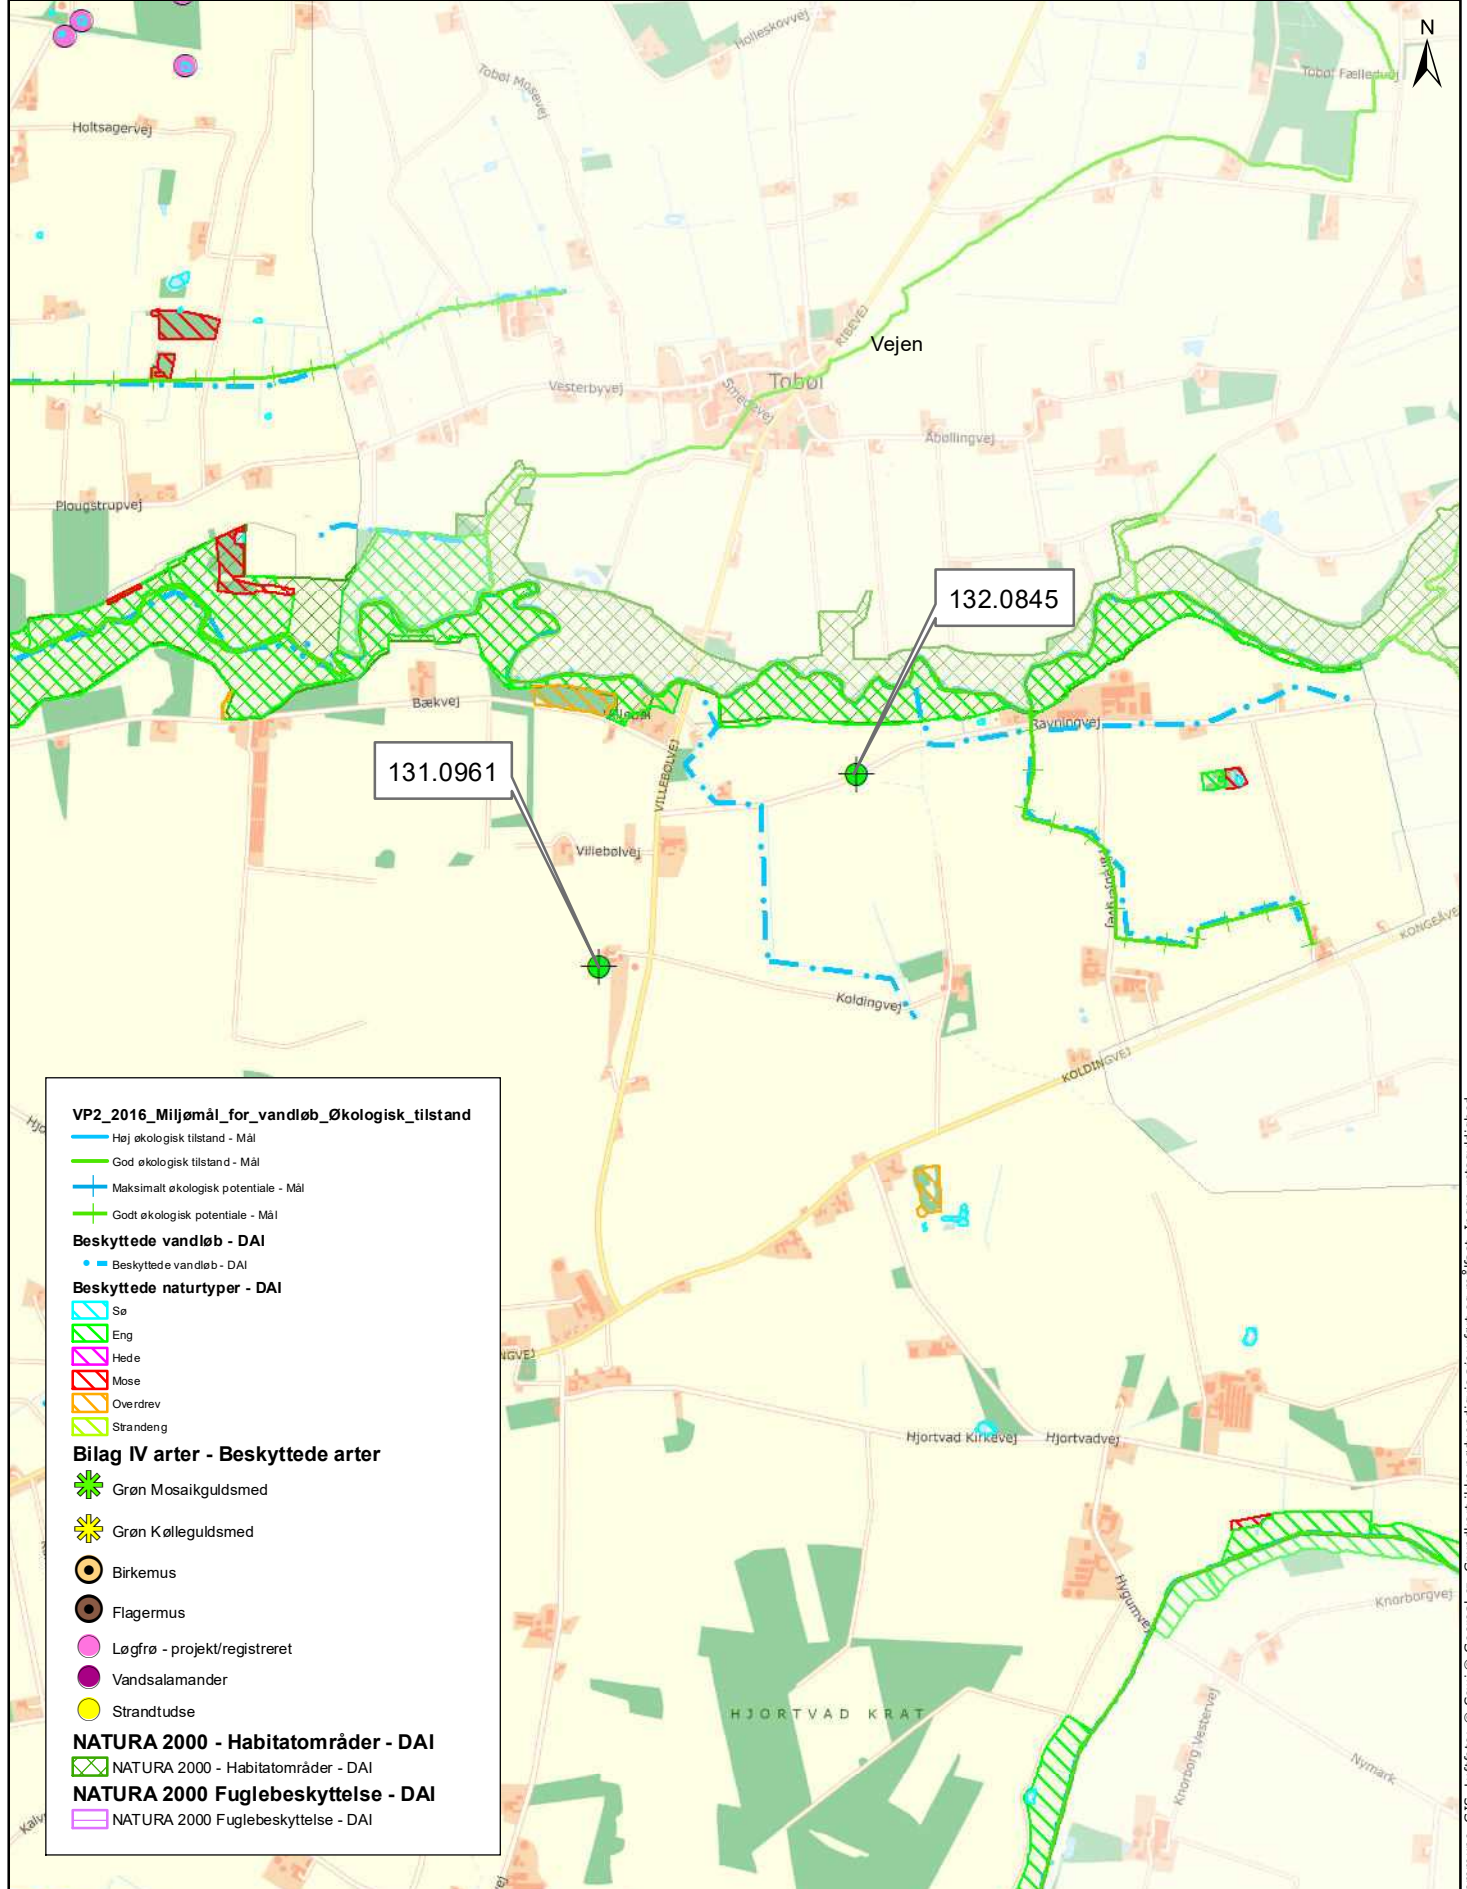 N
Holleskovvej
Tobøl Mosevej
Tobøl Fælledvej
Holtsagervej
RIBEVEJ
Vejen
Tobøl
Smedevej
Vesterbyvej
Åbøllingvej
Plougstrupvej
132.0845
Bækvej
Ravningvej
131.0961
VILLEBØLVEJ
Villebølvej
KONGEÅVEJ
Koldingvej
KOLDINGVEJ
VP2_2016_Miljømål_for_vandløb_Økologisk_tilstand
Høj økologisk tilstand - Mål
God økologisk tilstand - Mål
Maksimalt økologisk potentiale - Mål
Godt økologisk potentiale - Mål
Beskyttede vandløb - DAI
Beskyttede vandløb - DAI
Beskyttede naturtyper - DAI
Sø
Eng
Hede
Mose
Overdrev
Strandeng
Bilag IV arter - Beskyttede arter
Grøn Mosaikguldsmed
Grøn Kølleguldsmed
Birkemus
Flagermus
Løgfrø - projekt/registreret
Vandsalamander
Strandtudse
NATURA 2000 - Habitatområder - DAI
NATURA 2000 - Habitatområder - DAI
NATURA 2000 Fuglebeskyttelse - DAI
NATURA 2000 Fuglebeskyttelse - DAI
NGVEJ
Hjortvad Kirkevej
Hjortvadvej
Hygumvej
Knorborgvej
HJORTVAD KRAT
Knorborg Vestervej
Nymark